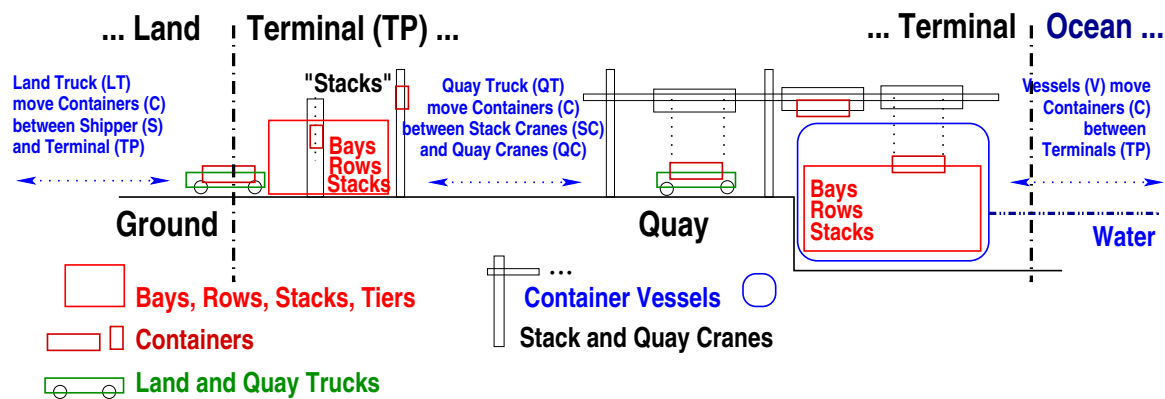 ... Land
Terminal (TP) ...
... Terminal
Ocean ...
Land Truck (LT)
move Containers (C)
between Shipper (S)
and Terminal (TP)
"Stacks"
Bays
Rows
Stacks
Quay Truck (QT)
move Containers (C)
between Stack Cranes (SC)
and Quay Cranes (QC)
Vessels (V) move
Containers (C)
between
Terminals (TP)
Bays
Rows
Stacks
Ground
Quay
Water
Bays, Rows, Stacks, Tiers
Containers
Land and Quay Trucks
...
Container Vessels
Stack and Quay Cranes